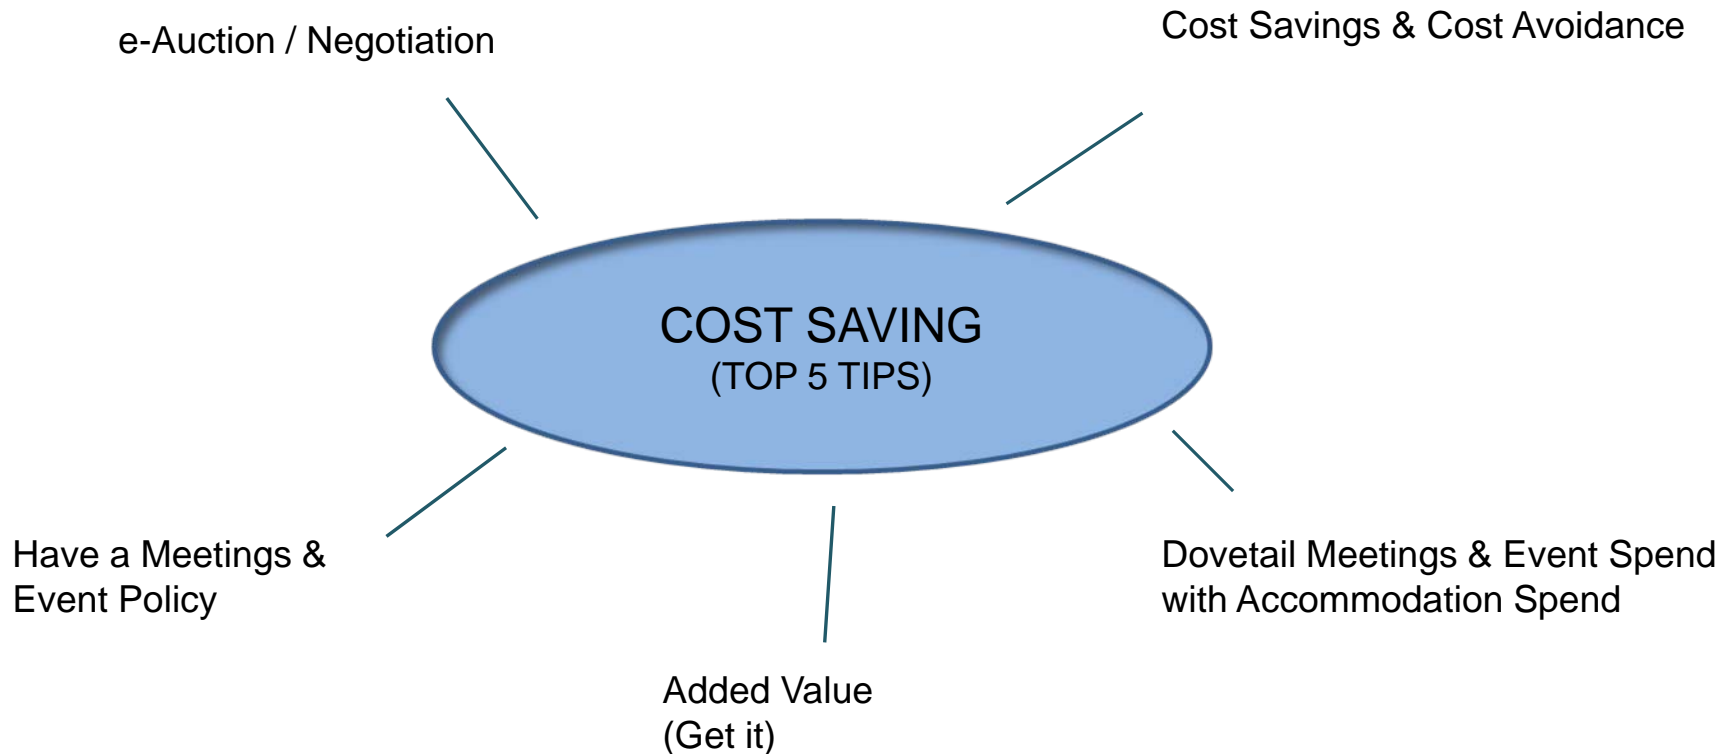 e-Auction / Negotiation
Cost Savings & Cost Avoidance
COST SAVING
(TOP 5 TIPS)
Have a Meetings &
Event Policy
Dovetail Meetings & Event Spend
with Accommodation Spend
Added Value
(Get it)